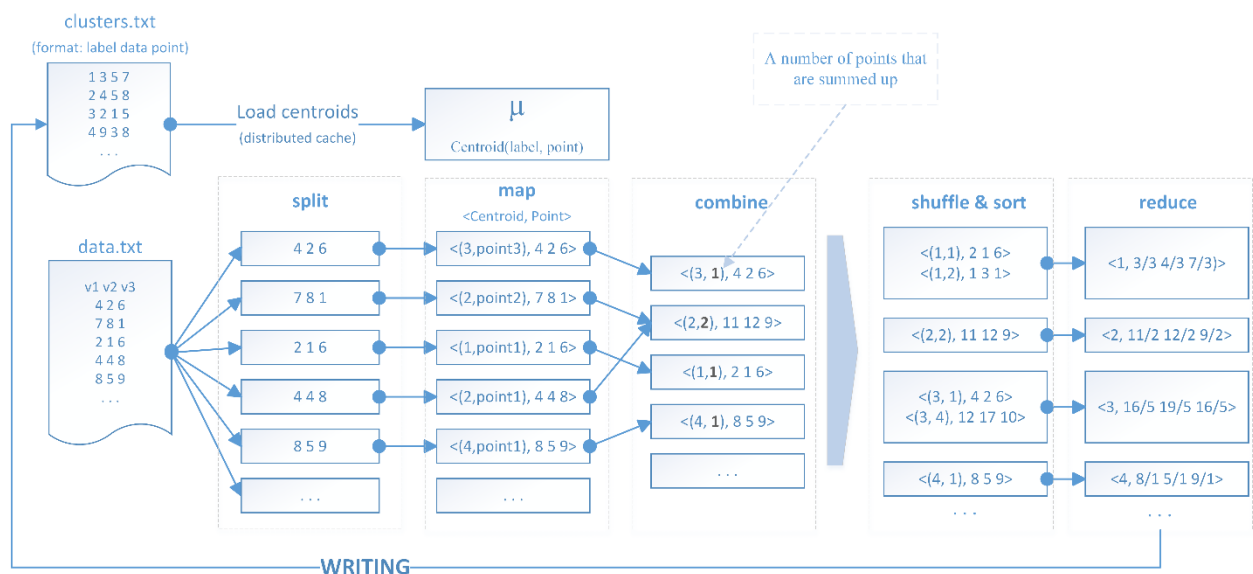 clusters.txt
(format: label data point)
1 3 5 7
2 4 5 8
3 2 1 5
4 9 3 8
. . .
Load centroids
(distributed cache)
μ
Centroid(label, point)
A number of points that
are summed up
data.txt
v1 v2 v3
4 2 6
7 8 1
2 1 6
4 4 8
8 5 9
. . .
split
4 2 6
7 8 1
2 1 6
4 4 8
8 5 9
. . .
map
<Centroid, Point>
<(3,point3), 4 2 6>
<(2,point2), 7 8 1>
<(1,point1), 2 1 6>
<(2,point1), 4 4 8>
<(4,point1), 8 5 9>
. . .
combine
<(3, 1), 4 2 6>
<(2,2), 11 12 9>
<(1,1), 2 1 6>
<(4, 1), 8 5 9>
. . .
shuffle & sort
<(1,1), 2 1 6>
<(1,2), 1 3 1>
<(2,2), 11 12 9>
<(3, 1), 4 2 6>
<(3, 4), 12 17 10>
<(4, 1), 8 5 9>
. . .
reduce
<1, 3/3 4/3 7/3)>
<2, 11/2 12/2 9/2>
<3, 16/5 19/5 16/5>
<4, 8/1 5/1 9/1>
. . .
WRITING